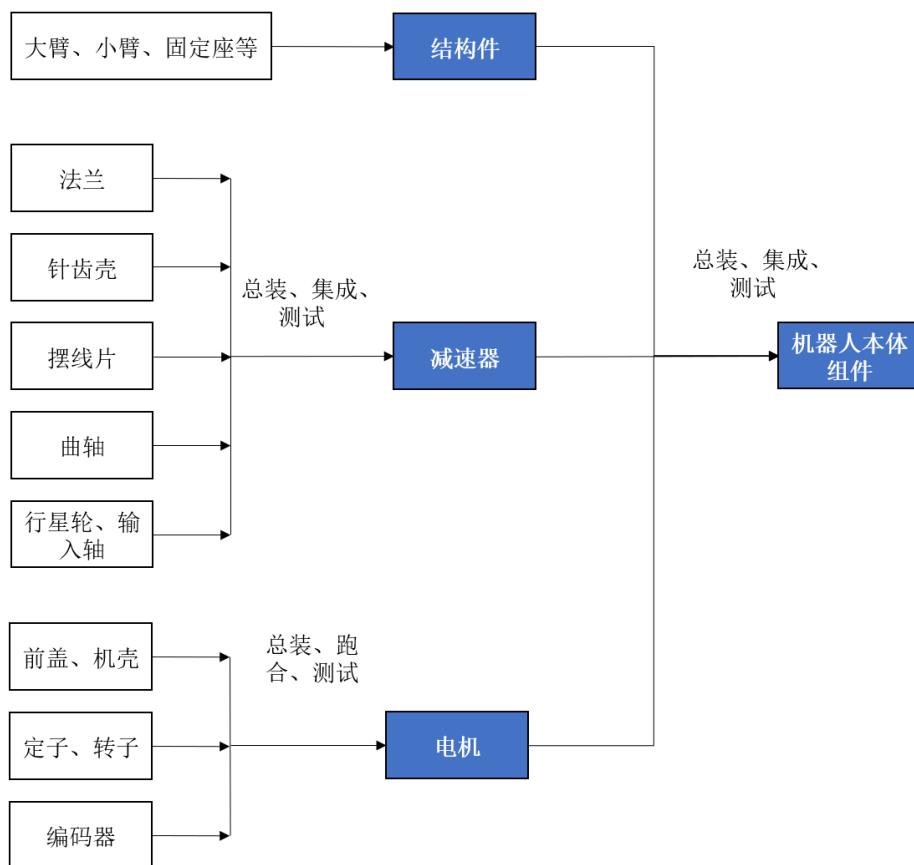 大臂、小臂、固定座等
结构件
法兰
针齿壳
总装、集成、
测试
摆线片
减速器
曲轴
行星轮、输
入轴
总装、集成、
测试
机器人本体
组件
前盖、机壳
总装、跑
合、测试
定子、转子
电机
编码器